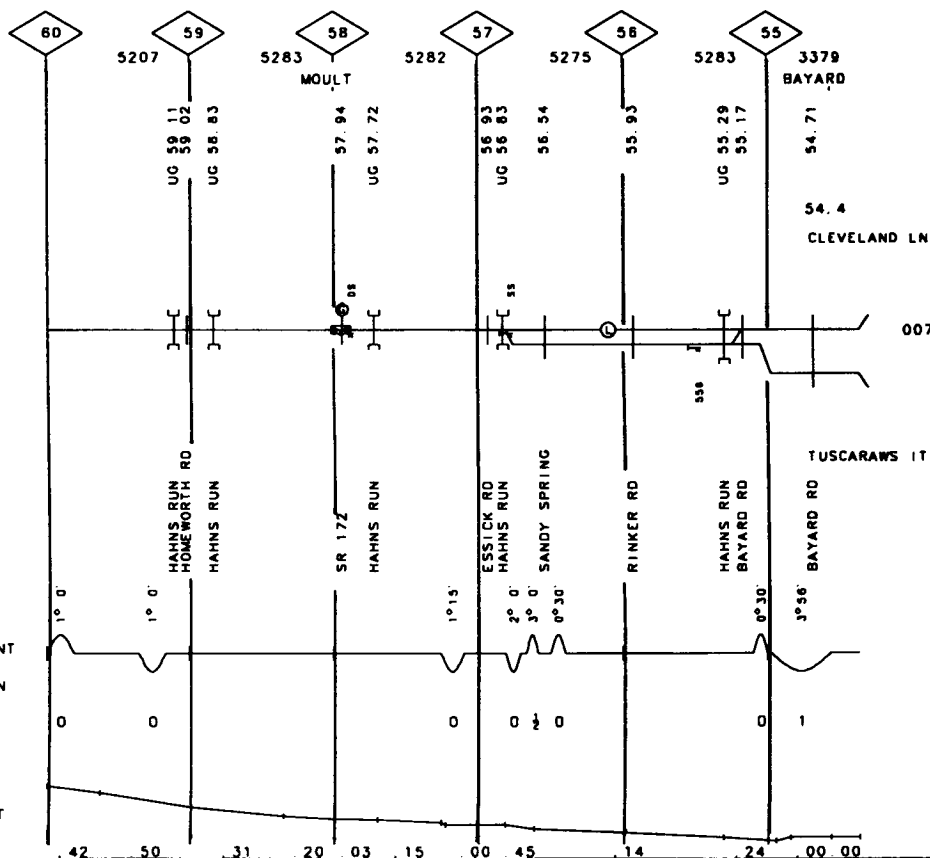 60 59 58 57 56 55
5207 5283 5282 5275 5283 3379
MOULT BAYARD
UG 59 11
59 02
UG 58.83
57.94
UG 57.72
56 93
UG 56 83
56.54
55.93
UG 55.29
55.17
54.71
54.4
CLEVELAND LN
DS
SS
L
007
556
TUSCARAWS IT
HAHNS RUN
HOMEWORTH RD
HAHNS RUN
SR 172
HAHNS RUN
ESSICK RD
HAHNS RUN
SANDY SPRING
RINKER RD
HAHNS RUN
BAYARD RD
BAYARD RD
1° 0' 1° 0' 1°15' 2° 0' 3° 0' 0°30' 0°30' 3°56'
NT
N
0 0 0 0 ½ 0 0 1
T
42 50 31 20 03 15 00 45 14 24 00 00